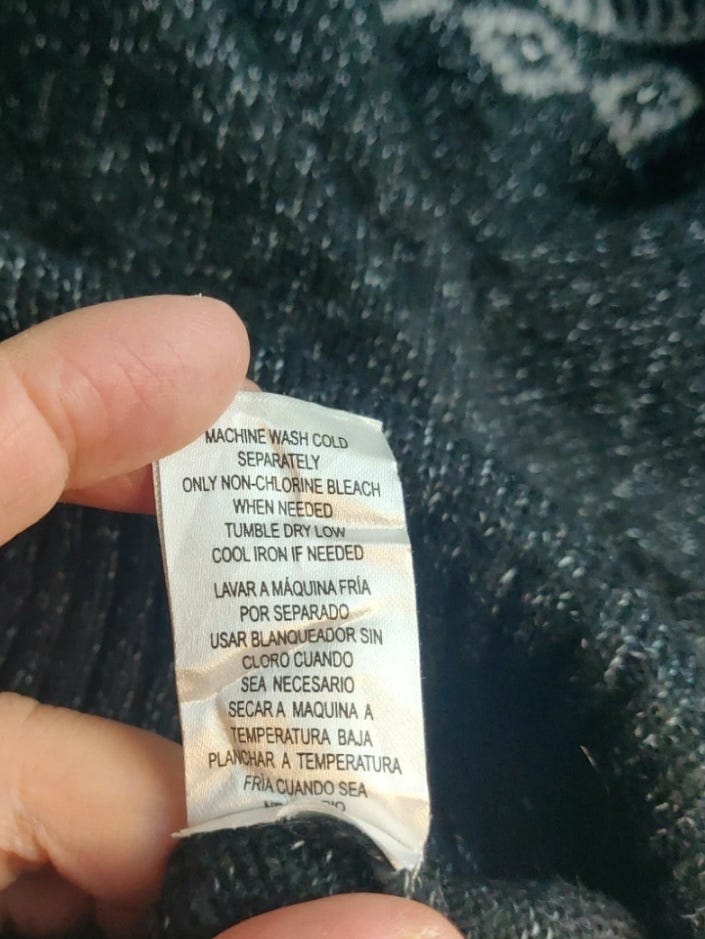 MACHINE WASH COLD
SEPARATELY
ONLY NON-CHLORINE BLEACH
WHEN NEEDED
TUMBLE DRY LOW
COOL IRON IF NEEDED
LAVAR A MÁQUINA FRÍA
POR SEPARADO
USAR BLANQUEADOR SIN
CLORO CUANDO
SEA NECESARIO
SECAR A MAQUINA A
TEMPERATURA BAJA
PLANCHAR A TEMPERATURA
FRÍA CUANDO SEA